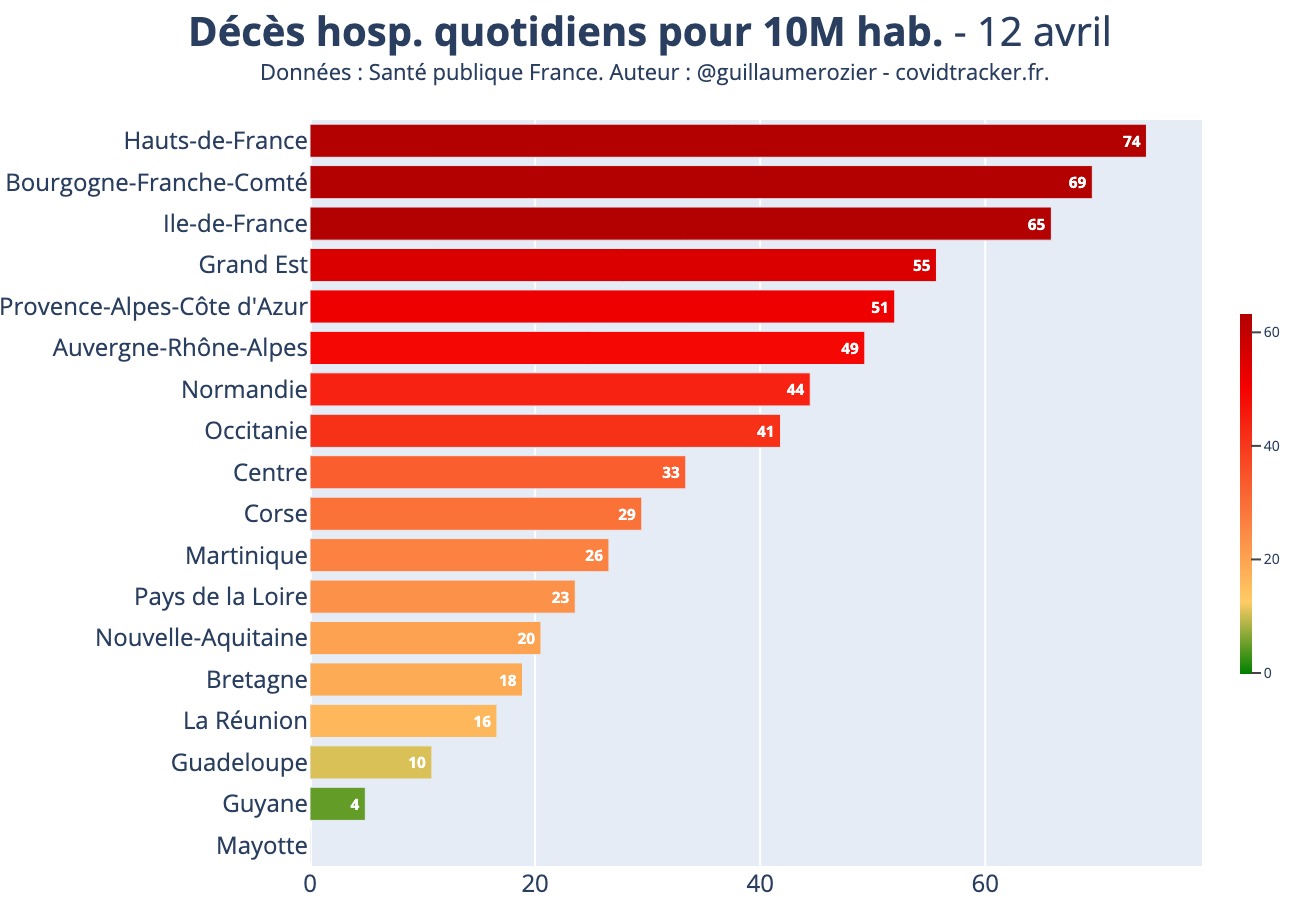 Décès hosp. quotidiens pour 10M hab. - 12 avril
Données : Santé publique France. Auteur : @guillaumerozier - covidtracker.fr.
Hauts-de-France 74
Bourgogne-Franche-Comté 69
Ile-de-France 65
Grand Est 55
Provence-Alpes-Côte d'Azur 51
Auvergne-Rhône-Alpes 49
Normandie 44
Occitanie 41
Centre 33
Corse 29
Martinique 26
Pays de la Loire 23
Nouvelle-Aquitaine 20
Bretagne 18
La Réunion 16
Guadeloupe 10
Guyane 4
Mayotte
0 20 40 60
60
40
20
0